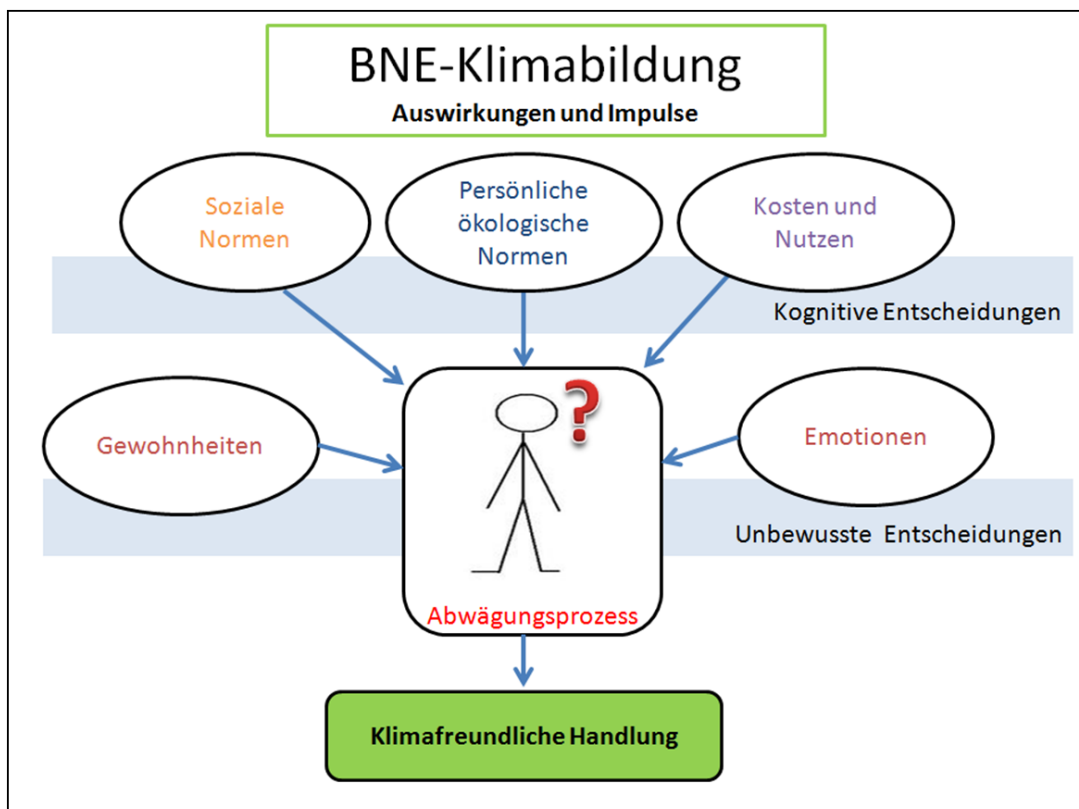 BNE-Klimabildung
Auswirkungen und Impulse
Soziale
Normen
Persönliche
ökologische
Normen
Kosten und
Nutzen
Kognitive Entscheidungen
Gewohnheiten
?
Emotionen
Unbewusste Entscheidungen
Abwägungsprozess
Klimafreundliche Handlung